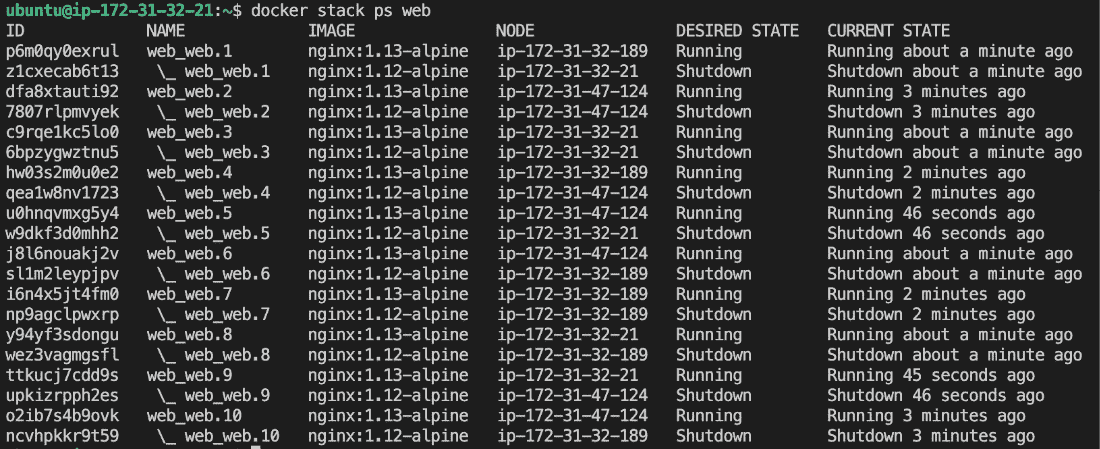 ubuntu@ip-172-31-32-21:~$ docker stack ps web
ID NAME IMAGE NODE DESIRED STATE CURRENT STATE
p6m0qy0exrul web_web.1 nginx:1.13-alpine ip-172-31-32-189 Running Running about a minute ago
z1cxecab6t13 \_ web_web.1 nginx:1.12-alpine ip-172-31-32-21 Shutdown Shutdown about a minute ago
dfa8xtauti92 web_web.2 nginx:1.13-alpine ip-172-31-47-124 Running Running 3 minutes ago
7807rlpmvyek \_ web_web.2 nginx:1.12-alpine ip-172-31-47-124 Shutdown Shutdown 3 minutes ago
c9rqe1kc5lo0 web_web.3 nginx:1.13-alpine ip-172-31-32-21 Running Running about a minute ago
6bpzygwztnu5 \_ web_web.3 nginx:1.12-alpine ip-172-31-32-21 Shutdown Shutdown about a minute ago
hw03s2m0u0e2 web_web.4 nginx:1.13-alpine ip-172-31-32-189 Running Running 2 minutes ago
qea1w8nv1723 \_ web_web.4 nginx:1.12-alpine ip-172-31-47-124 Shutdown Shutdown 2 minutes ago
u0hnqvmxg5y4 web_web.5 nginx:1.13-alpine ip-172-31-47-124 Running Running 46 seconds ago
w9dkf3d0mhh2 \_ web_web.5 nginx:1.12-alpine ip-172-31-32-21 Shutdown Shutdown 46 seconds ago
j8l6nouakj2v web_web.6 nginx:1.13-alpine ip-172-31-47-124 Running Running about a minute ago
sl1m2leypjpv \_ web_web.6 nginx:1.12-alpine ip-172-31-32-189 Shutdown Shutdown about a minute ago
i6n4x5jt4fm0 web_web.7 nginx:1.13-alpine ip-172-31-32-189 Running Running 2 minutes ago
np9agclpwxrp \_ web_web.7 nginx:1.12-alpine ip-172-31-32-189 Shutdown Shutdown 2 minutes ago
y94yf3sdongu web_web.8 nginx:1.13-alpine ip-172-31-32-21 Running Running about a minute ago
wez3vagmgsfl \_ web_web.8 nginx:1.12-alpine ip-172-31-32-189 Shutdown Shutdown about a minute ago
ttkucj7cdd9s web_web.9 nginx:1.13-alpine ip-172-31-32-21 Running Running 45 seconds ago
upkizrpph2es \_ web_web.9 nginx:1.12-alpine ip-172-31-47-124 Shutdown Shutdown 46 seconds ago
o2ib7s4b9ovk web_web.10 nginx:1.13-alpine ip-172-31-47-124 Running Running 3 minutes ago
ncvhpkkr9t59 \_ web_web.10 nginx:1.12-alpine ip-172-31-32-189 Shutdown Shutdown 3 minutes ago